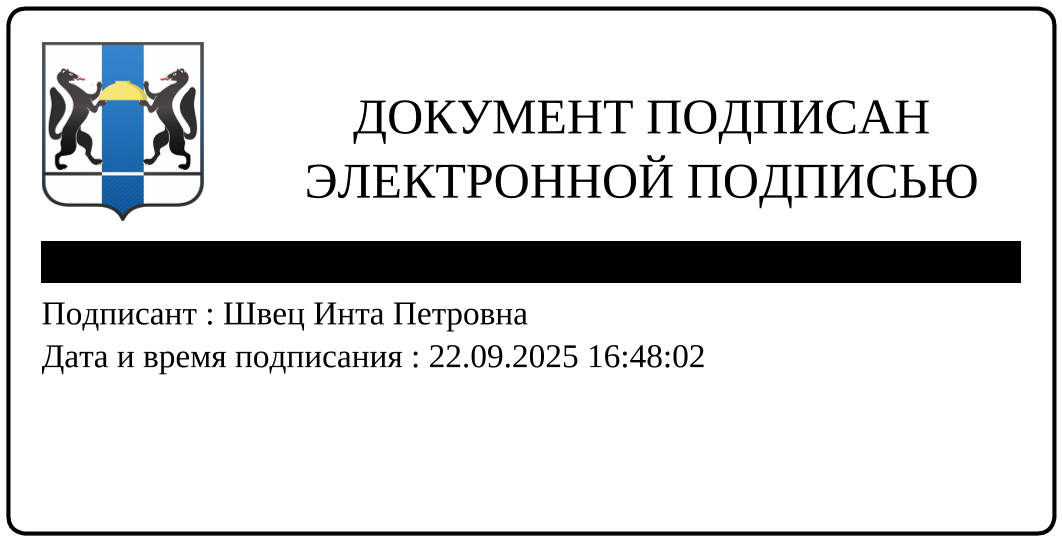 ДОКУМЕНТ ПОДПИСАН
ЭЛЕКТРОННОЙ ПОДПИСЬЮ
Подписант : Швец Инта Петровна
Дата и время подписания : 22.09.2025 16:48:02